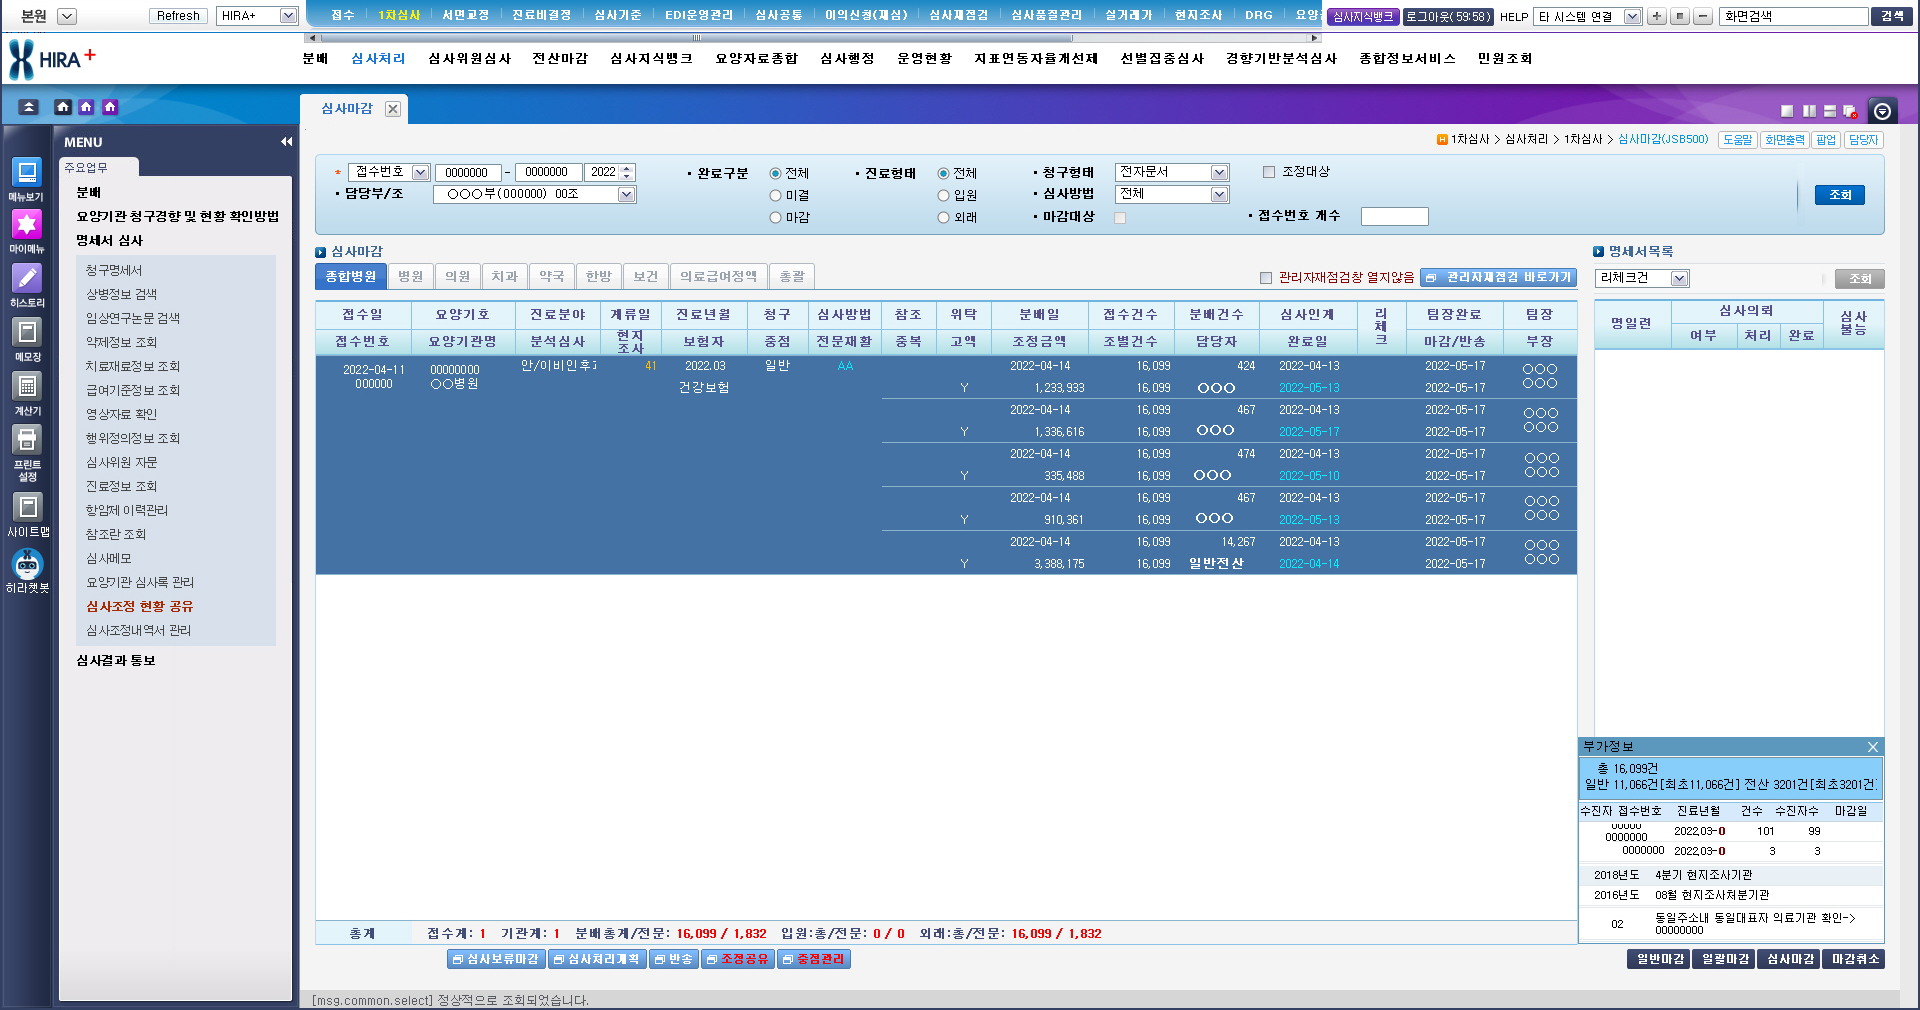 본원 Refresh HIRA+ 접수 1차심사 서면교정 진료비결정 심사기준 EDI운영관리 심사공통 이의신청(재심) 심사재점검 심사품질관리 실거래가 현지조사 DRG 심사지식뱅크 로그아웃(59:58) HELP 타 시스템 연결 화면검색 검색
HIRA+ 분배 심사처리 심사위원심사 전산마감 심사지식뱅크 요양자료종합 심사행정 운영현황 지표연동자율개선제 선별집중심사 경향기반분석심사 종합정보서비스 민원조회
심사마감
MENU
주요업무
분배
요양기관 청구경향 및 현황 확인방법
명세서 심사
청구명세서
상병정보 검색
임상연구논문 검색
약제정보 조회
치료재료정보 조회
급여기준정보 조회
영상자료 확인
행위정의정보 조회
심사위원 자문
진료정보 조회
항암제 이력관리
참조란 조회
심사메모
요양기관 심사록 관리
심사조정 현황 공유
심사조정내역서 관리
심사결과 통보
메뉴보기
마이메뉴
히스토리
메모장
계산기
프린트
설정
사이트맵
히라챗봇
1차심사 > 심사처리 > 1차심사 > 심사마감(JSB500) 도움말 화면출력 팝업 담당자
* 접수번호 0000000 - 0000000 2022 · 완료구분 전체 · 진료형태 전체 · 청구형태 전자문서 조정대상
· 담당부/조 ○○○부(000000) 00조 미결 입원 · 심사방법 전체 조회
마감 외래 · 마감대상 · 접수번호 개수
심사마감
종합병원 병원 의원 치과 약국 한방 보건 의료급여정액 총괄 관리자재점검창 열지않음 관리자재점검 바로가기
접수일 요양기호 진료분야 계류일 진료년월 청구 심사방법 참조 위탁 분배일 접수건수 분배건수 심사인계 리체크 팀장완료 팀장
접수번호 요양기관명 분석심사 현지조사 보험자 중점 전문재활 중복 고액 조정금액 조별건수 담당자 완료일 마감/반송 부장
2022-04-11 00000000 안/이비인후과 41 2022.03 일반 AA 2022-04-14 16,099 424 2022-04-13 2022-05-17 ○○○
000000 ○○병원 건강보험 Y 1,233,933 16,099 ○○○ 2022-05-13 2022-05-17 ○○○
2022-04-14 16,099 467 2022-04-13 2022-05-17 ○○○
Y 1,336,616 16,099 ○○○ 2022-05-17 2022-05-17 ○○○
2022-04-14 16,099 474 2022-04-13 2022-05-17 ○○○
Y 335,488 16,099 ○○○ 2022-05-10 2022-05-17 ○○○
2022-04-14 16,099 467 2022-04-13 2022-05-17 ○○○
Y 910,361 16,099 ○○○ 2022-05-13 2022-05-17 ○○○
2022-04-14 16,099 14,267 2022-04-13 2022-05-17 ○○○
Y 3,388,175 16,099 일반전산 2022-04-14 2022-05-17 ○○○
총계 접수계: 1 기관계: 1 분배총계/전문: 16,099 / 1,832 입원:총/전문: 0 / 0 외래:총/전문: 16,099 / 1,832
심사보류마감 심사처리계획 반송 조정공유 중점관리
[msg.common.select] 정상적으로 조회되었습니다.
명세서목록
리체크건 조회
명일련 심사의뢰 심사불능
여부 처리 완료
부가정보
총 16,099건
일반 11,066건[최초11,066건] 전산 3201건[최초3201건]
수진자 접수번호 진료년월 건수 수진자수 마감일
00000
0000000 2022.03-0 101 99
0000000 2022.03-0 3 3
2018년도 4분기 현지조사기관
2016년도 08월 현지조사처분기관
02 동일주소내 동일대표자 의료기관 확인->
00000000
일반마감 일괄마감 심사마감 마감취소